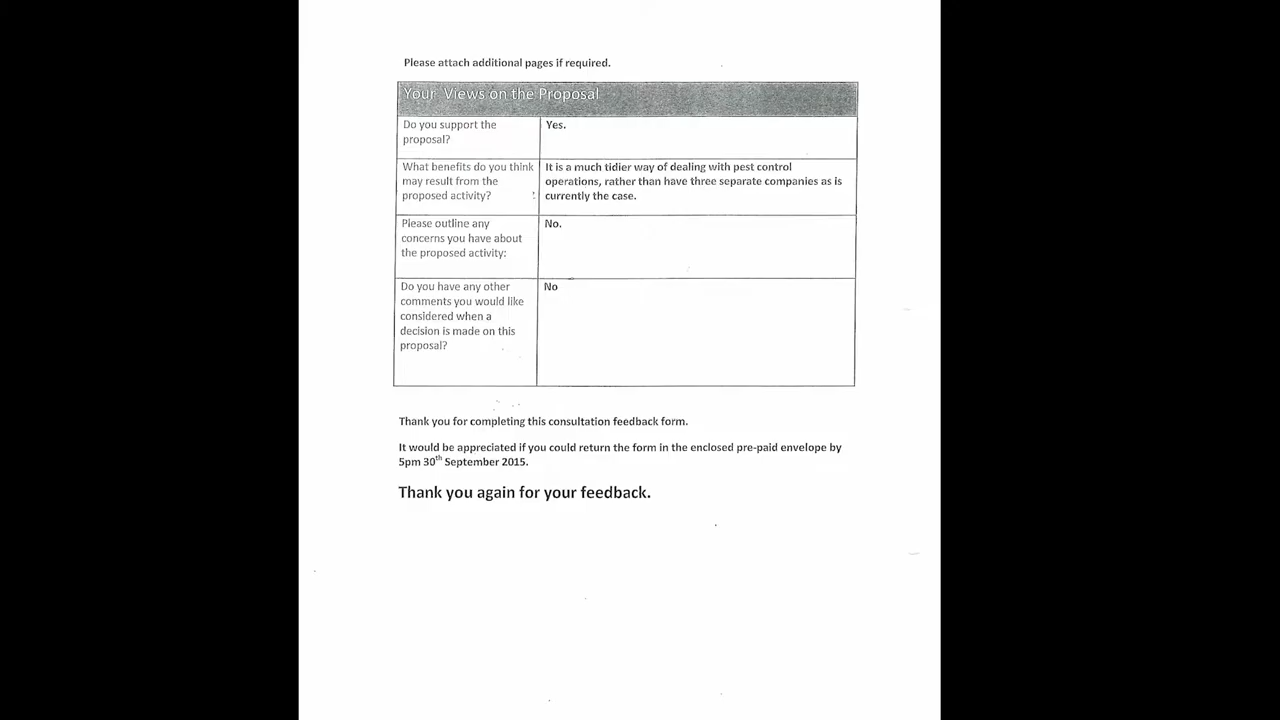 Please attach additional pages if required.
Your Views on the Proposal
Do you support the
proposal?
Yes.
What benefits do you think
may result from the
proposed activity?
It is a much tidier way of dealing with pest control
operations, rather than have three separate companies as is
currently the case.
Please outline any
concerns you have about
the proposed activity:
No.
Do you have any other
comments you would like
considered when a
decision is made on this
proposal?
No
Thank you for completing this consultation feedback form.
It would be appreciated if you could return the form in the enclosed pre-paid envelope by
5pm 30th September 2015.
Thank you again for your feedback.